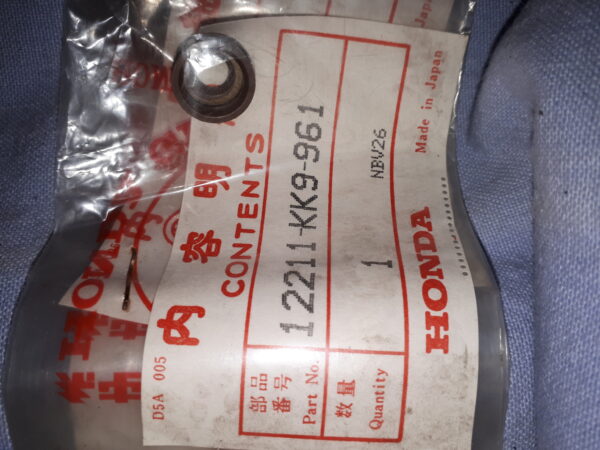 内容明
CONTENTS
部品番号
Part No.
12211-KK9-961
数量
Quantity
1
NBV26
HONDA
Made in Japan
D5A 005